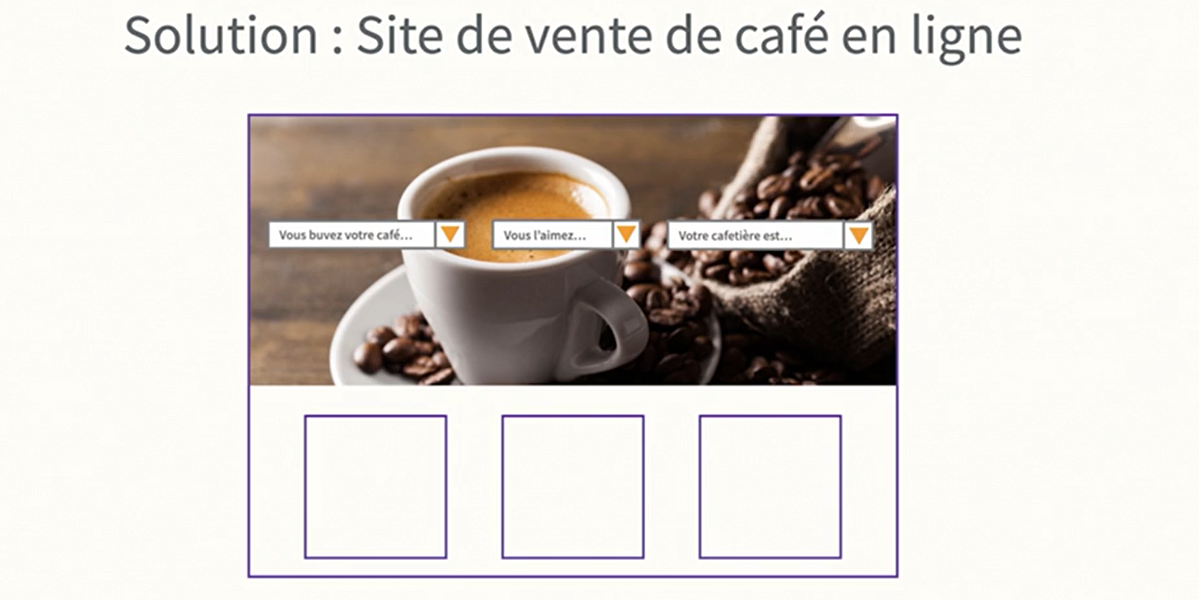 Solution : Site de vente de café en ligne
Vous buvez votre café...
Vous l'aimez...
Votre cafetière est...